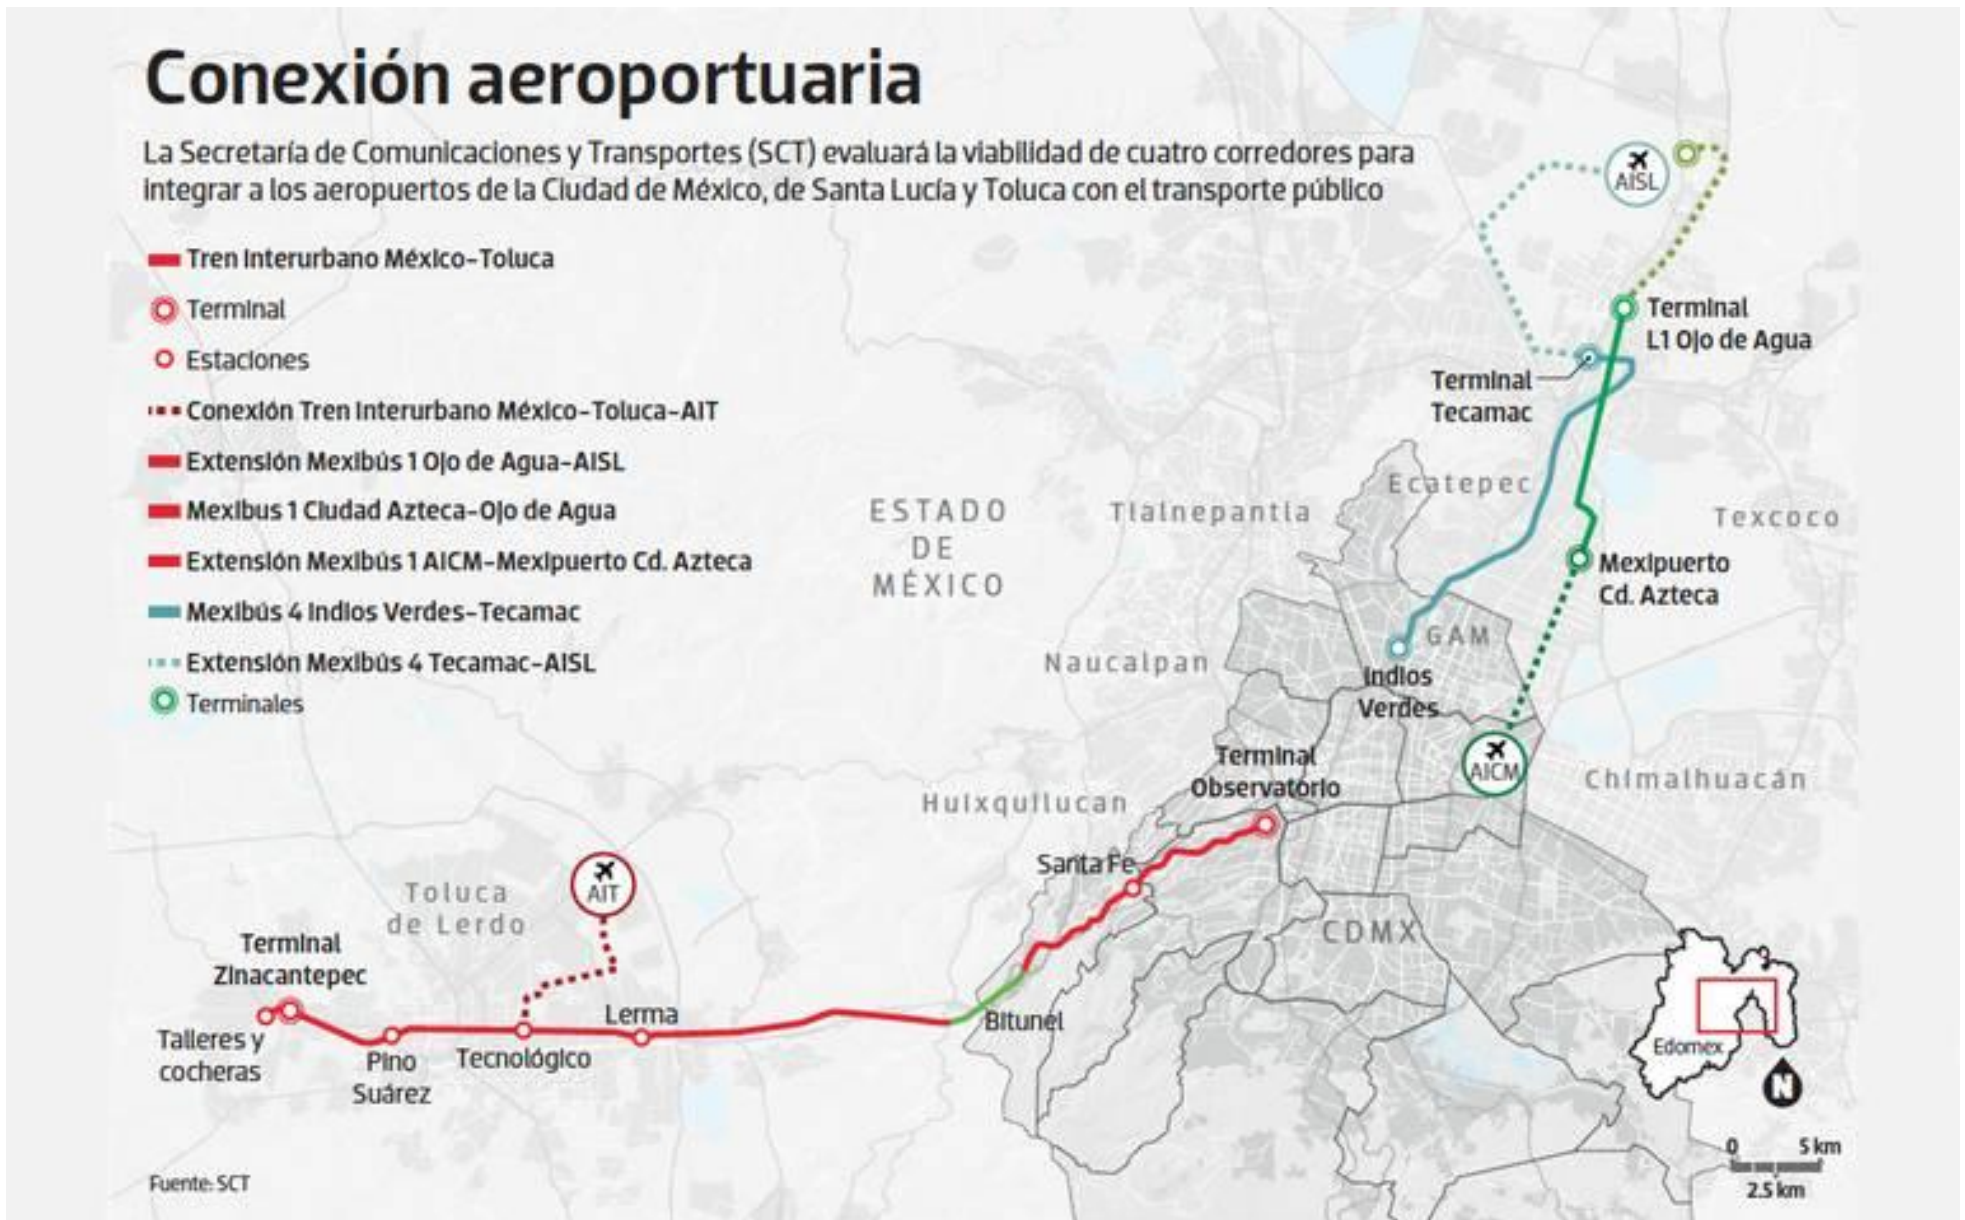 Conexión aeroportuaria
La Secretaría de Comunicaciones y Transportes (SCT) evaluará la viabilidad de cuatro corredores para
integrar a los aeropuertos de la Ciudad de México, de Santa Lucía y Toluca con el transporte público
Tren Interurbano México-Toluca
Terminal
Estaciones
Conexión Tren Interurbano México-Toluca-AIT
Extensión Mexibús 1 Ojo de Agua-AISL
Mexibus 1 Ciudad Azteca-Ojo de Agua
Extensión Mexibús 1 AICM-Mexipuerto Cd. Azteca
Mexibús 4 Indios Verdes-Tecamac
Extensión Mexibús 4 Tecamac-AISL
Terminales
AISL
Terminal
L1 Ojo de Agua
Terminal
Tecamac
Ecatepec
ESTADO
DE
MÉXICO
Tlalnepantla
Texcoco
Mexipuerto
Cd. Azteca
GAM
Naucalpan
Indios
Verdes
Terminal
Observatorio
AICM
Chimalhuacán
Huixquilucan
Santa Fe
AIT
Toluca
de Lerdo
CDMX
Terminal
Zinacantepec
Lerma
Bitunel
Talleres y
cocheras
Pino
Suárez
Tecnológico
Edomex
N
0 5 km
2.5 km
Fuente: SCT